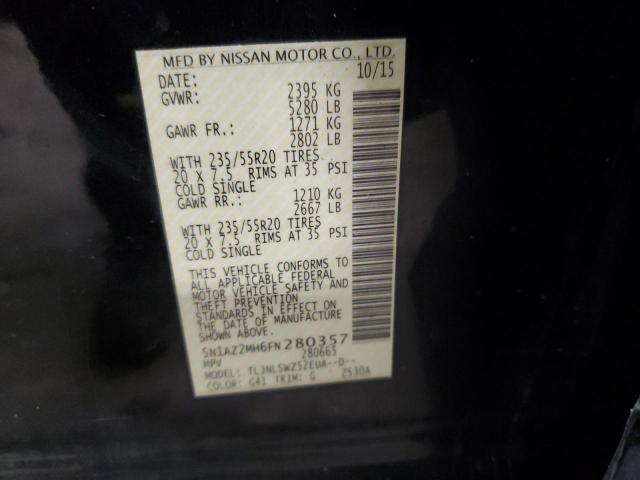 MFD BY NISSAN MOTOR CO., LTD.
DATE: 10/15
GVWR: 2395 KG
5280 LB
GAWR FR.: 1271 KG
2802 LB
WITH 235/55R20 TIRES
20 X 7.5 RIMS AT 35 PSI
COLD SINGLE
GAWR RR.: 1210 KG
2667 LB
WITH 235/55R20 TIRES
20 X 7.5 RIMS AT 35 PSI
COLD SINGLE
THIS VEHICLE CONFORMS TO
ALL APPLICABLE FEDERAL
MOTOR VEHICLE SAFETY AND
THEFT PREVENTION
STANDARDS IN EFFECT ON
THE DATE OF MANUFACTURE
SHOWN ABOVE.
5N1AZ2MH6FN280357
MPV 280665
MODEL: TLJNLSWZ52EUA--D--
COLOR: G41 TRIM: G Z530A